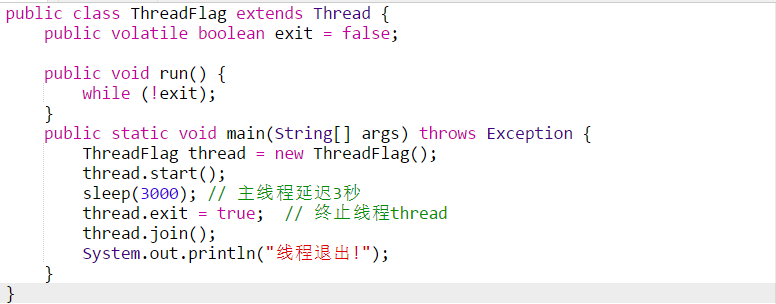 public class ThreadFlag extends Thread {
    public volatile boolean exit = false;

    public void run() {
        while (!exit);
    }
    public static void main(String[] args) throws Exception {
        ThreadFlag thread = new ThreadFlag();
        thread.start();
        sleep(3000); // 主线程延迟3秒
        thread.exit = true;  // 终止线程thread
        thread.join();
        System.out.println("线程退出!");
    }
}